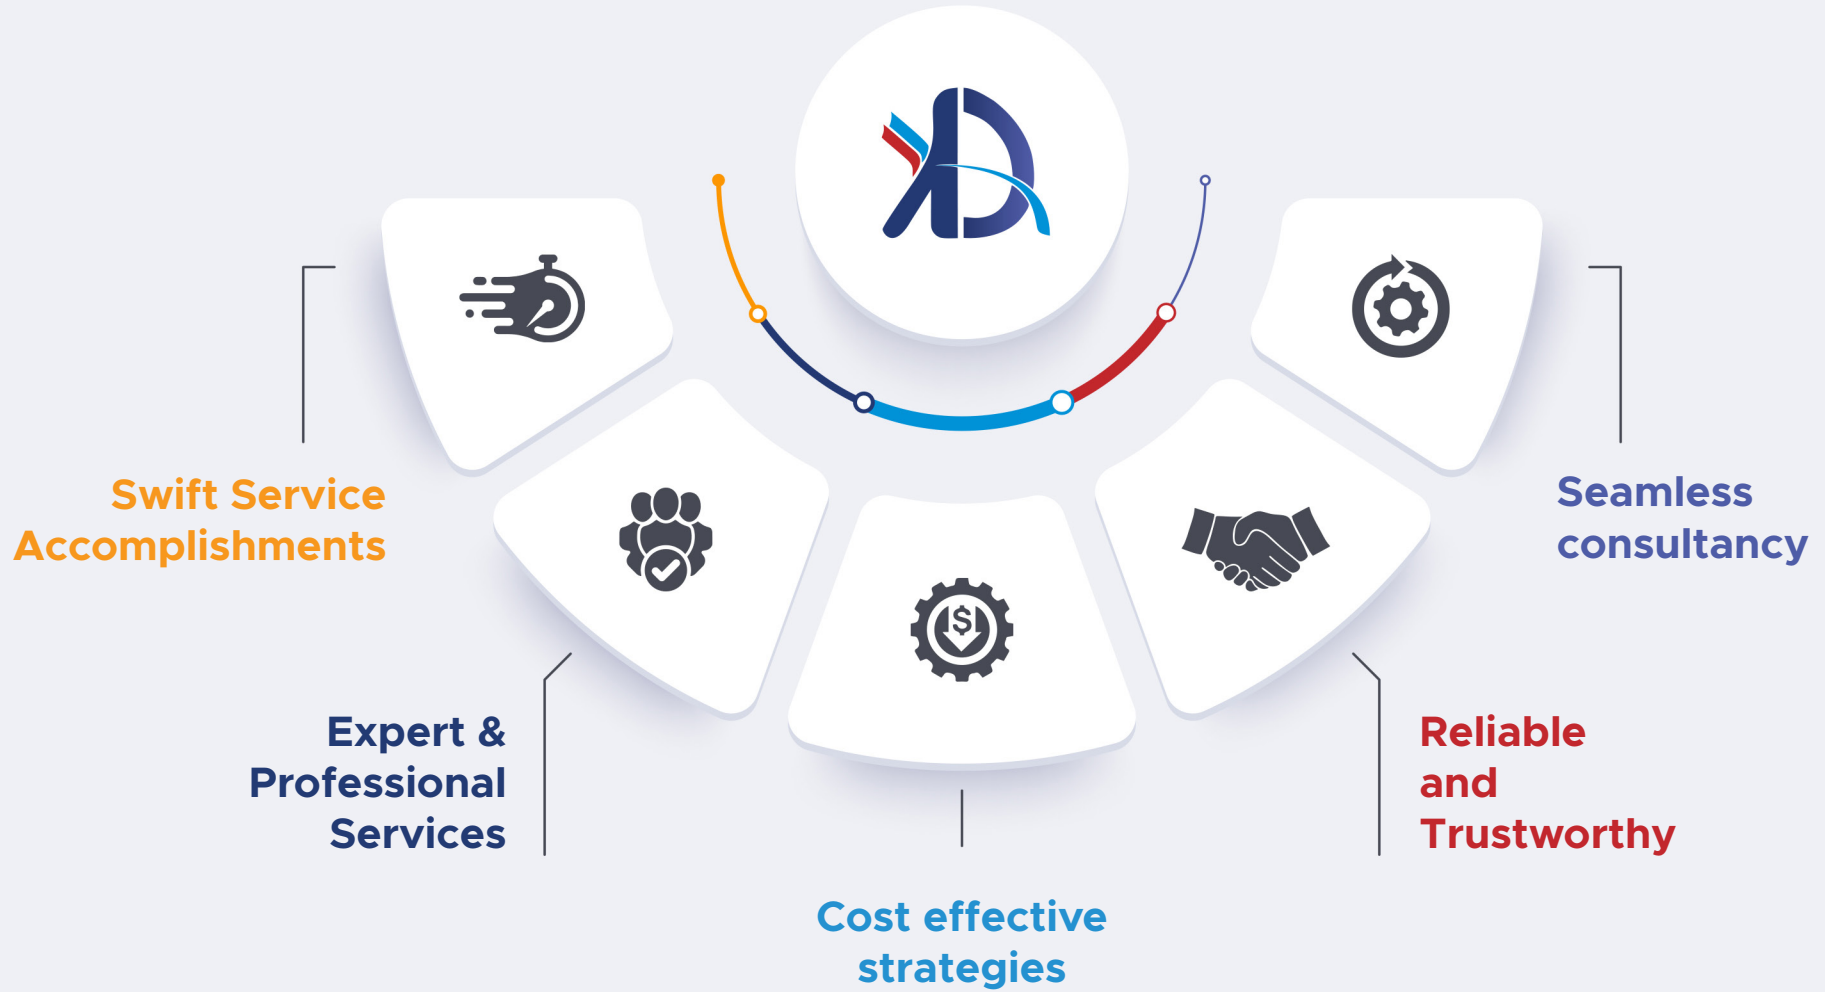 Swift Service
Accomplishments
Expert &
Professional
Services
$
Cost effective
strategies
Reliable
and
Trustworthy
Seamless
consultancy